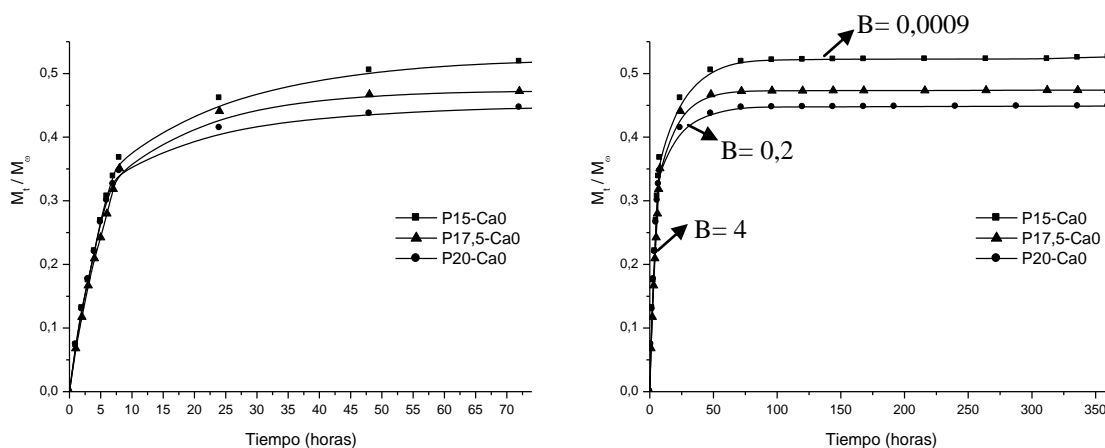 B= 0,0009
0,5
0,4
0,3
0,2
0,1
0,0
M_t / M_∞
P15-Ca0
P17,5-Ca0
P20-Ca0
0 5 10 15 20 25 30 35 40 45 50 55 60 65 70
Tiempo (horas)
0,5
0,4
0,3
0,2
0,1
0,0
M_t / M_∞
B= 0,2
B= 4
P15-Ca0
P17,5-Ca0
P20-Ca0
0 50 100 150 200 250 300 350
Tiempo (horas)